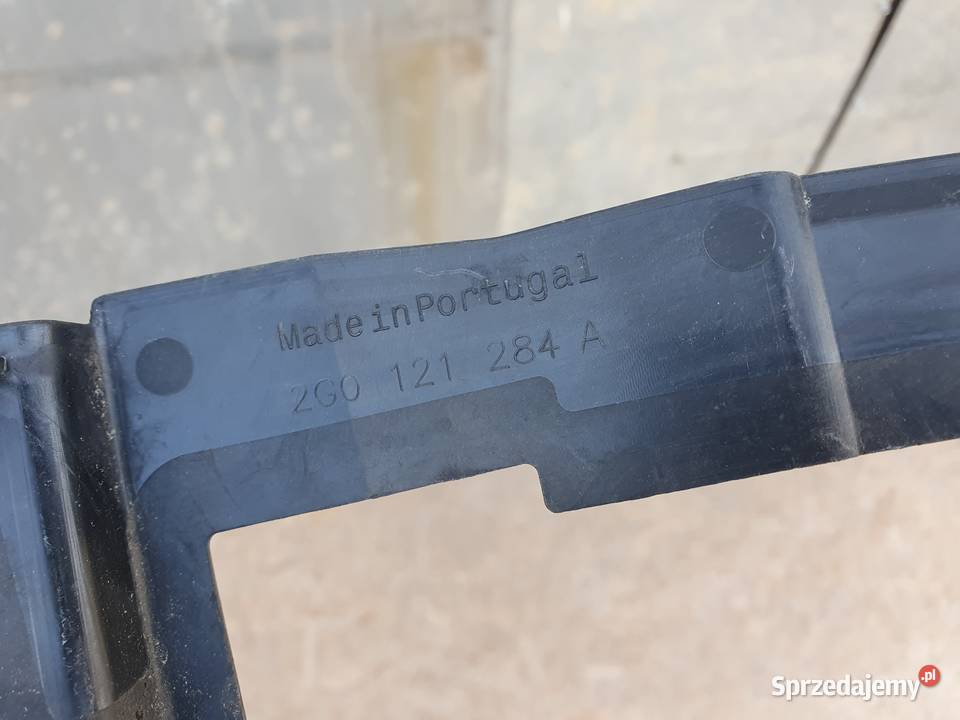 MadeinPortugal
2G0 121 284 A
Sprzedajemy.pl